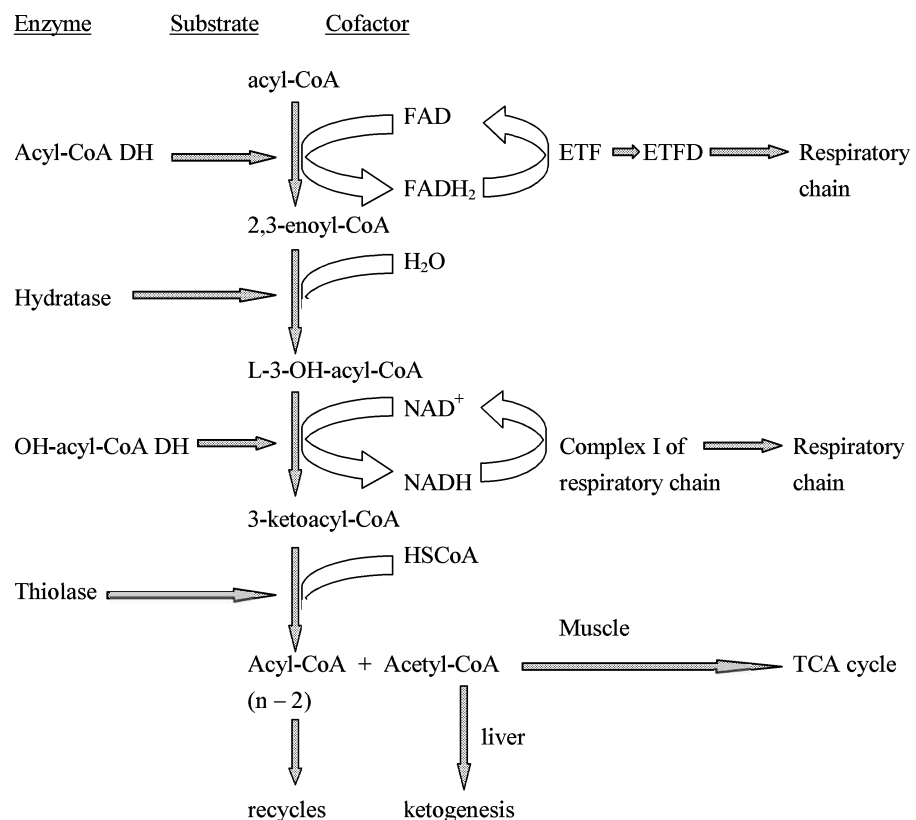 Enzyme Substrate Cofactor
acyl-CoA
FAD
Acyl-CoA DH ETF ETFD Respiratory
chain
FADH₂
2,3-enoyl-CoA
H₂O
Hydratase
L-3-OH-acyl-CoA
NAD⁺
OH-acyl-CoA DH Complex I of Respiratory
respiratory chain chain
NADH
3-ketoacyl-CoA
HSCoA
Thiolase
Muscle
Acyl-CoA + Acetyl-CoA TCA cycle
(n – 2)
liver
recycles ketogenesis